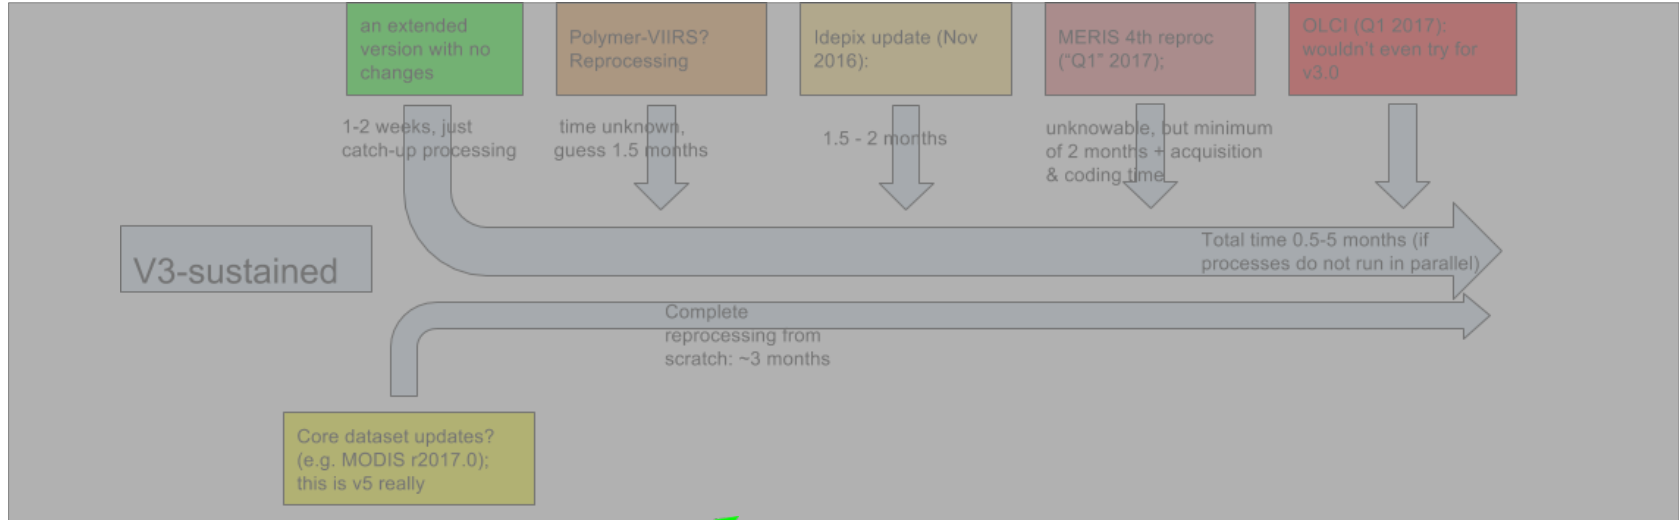 an extended
version with no
changes
Polymer-VIIRS?
Reprocessing
Idepix update (Nov
2016):
MERIS 4th reproc
(“Q1” 2017);
OLCI (Q1 2017):
wouldn’t even try for
v3.0
1-2 weeks, just
catch-up processing
time unknown,
guess 1.5 months
1.5 - 2 months
unknowable, but minimum
of 2 months + acquisition
& coding time
V3-sustained
Total time 0.5-5 months (if
processes do not run in parallel)
Complete
reprocessing from
scratch: ~3 months
Core dataset updates?
(e.g. MODIS r2017.0);
this is v5 really